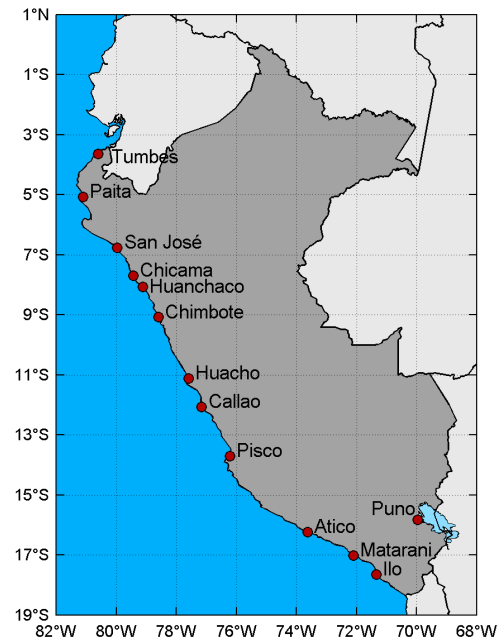 1°N
1°S
3°S
Tumbes
5°S
Paita
San José
7°S
Chicama
Huanchaco
9°S
Chimbote
11°S
Huacho
Callao
13°S
Pisco
15°S
Puno
Atico
17°S
Matarani
Ilo
19°S
82°W 80°W 78°W 76°W 74°W 72°W 70°W 68°W